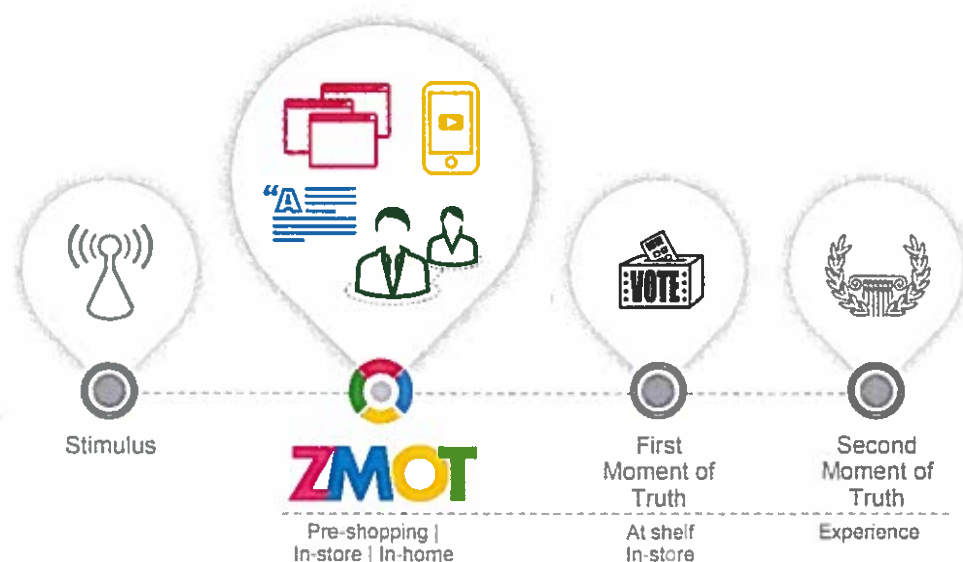 “A
VOTE
Stimulus
ZMOT
First
Moment of
Truth
Second
Moment of
Truth
Pre-shopping |
In-store | In-home
At shelf
In-store
Experience